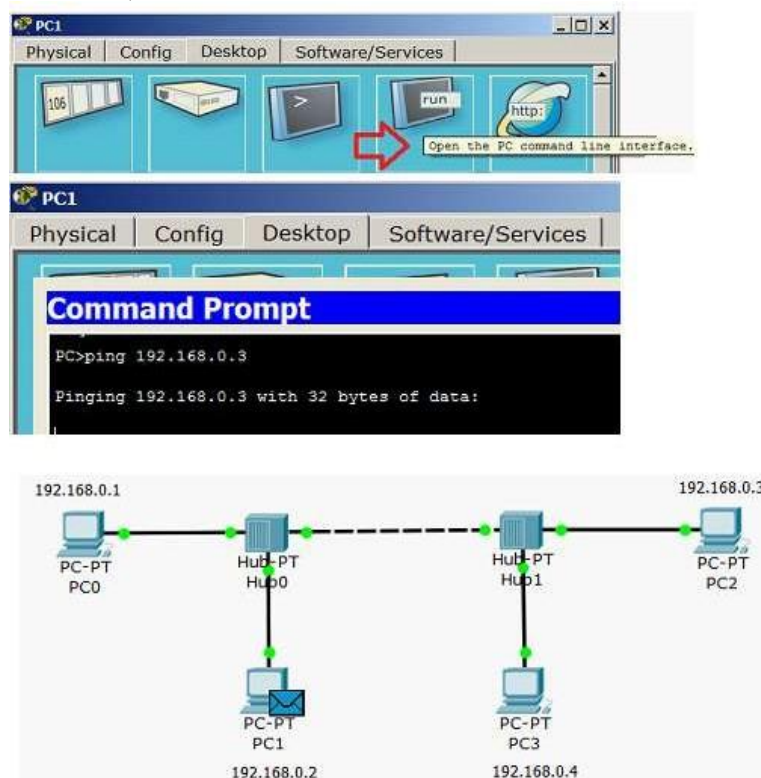 PC1
Physical Config Desktop Software/Services
106
>
run
http:
Open the PC command line interface.
PC1
Physical Config Desktop Software/Services
Command Prompt
PC>ping 192.168.0.3
Pinging 192.168.0.3 with 32 bytes of data:
192.168.0.1
192.168.0.3
PC-PT
PC0
Hub-PT
Hub0
Hub-PT
Hub1
PC-PT
PC2
PC-PT
PC1
192.168.0.2
PC-PT
PC3
192.168.0.4